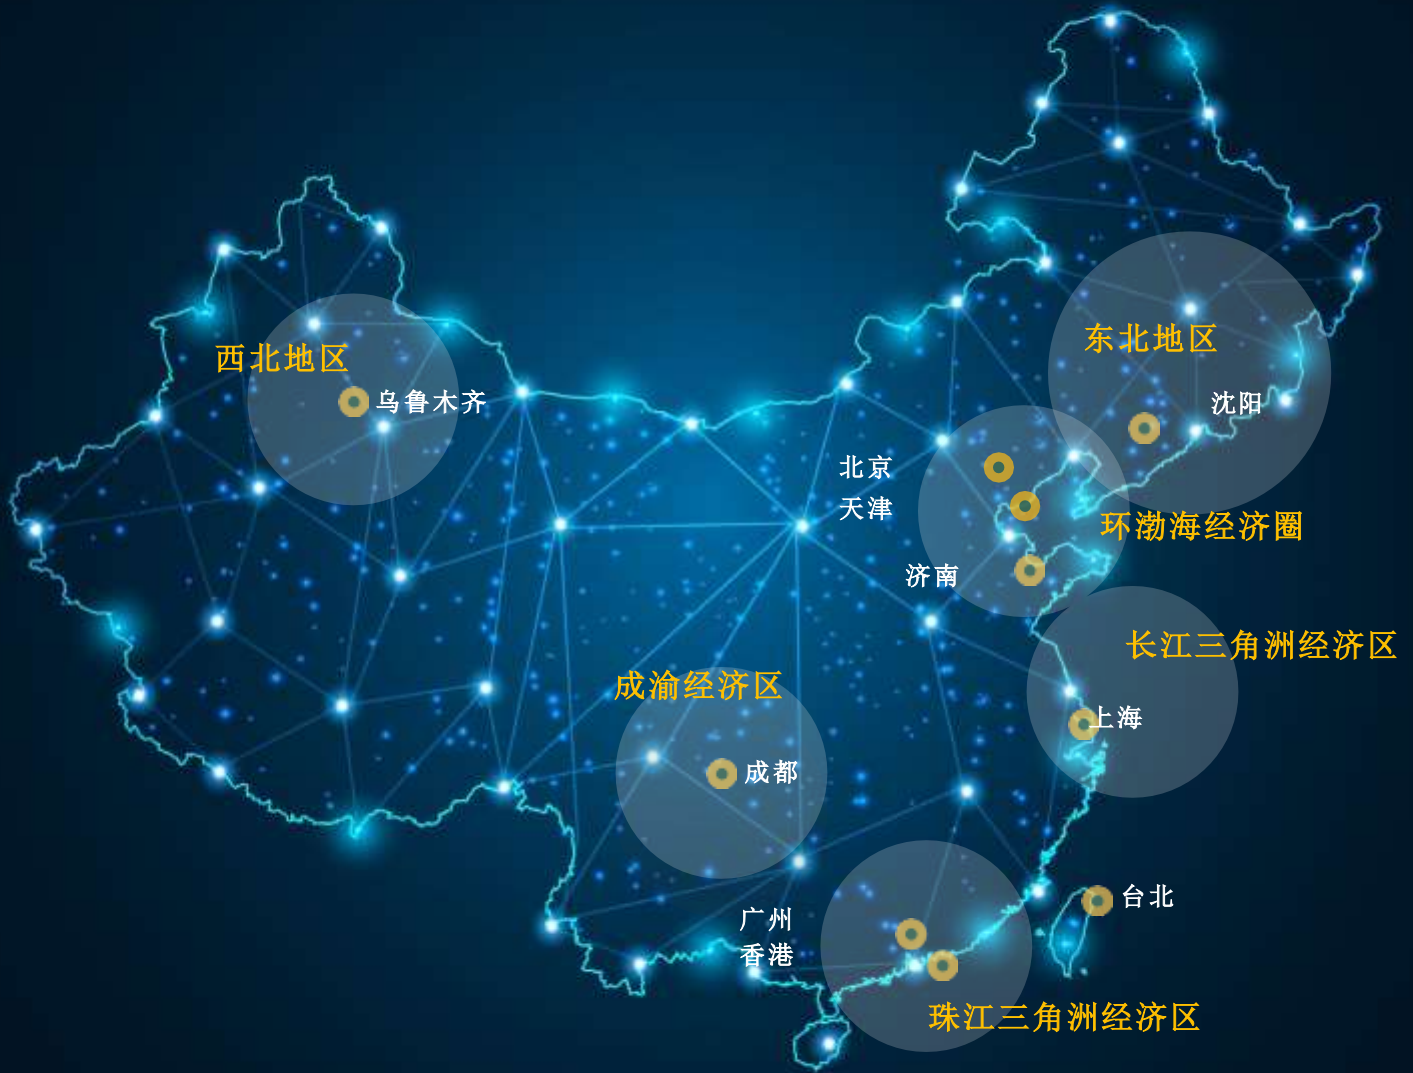 东北地区
西北地区
乌鲁木齐
沈阳
北京
天津
环渤海经济圈
济南
长江三角洲经济区
成渝经济区
上海
成都
台北
广州
香港
珠江三角洲经济区